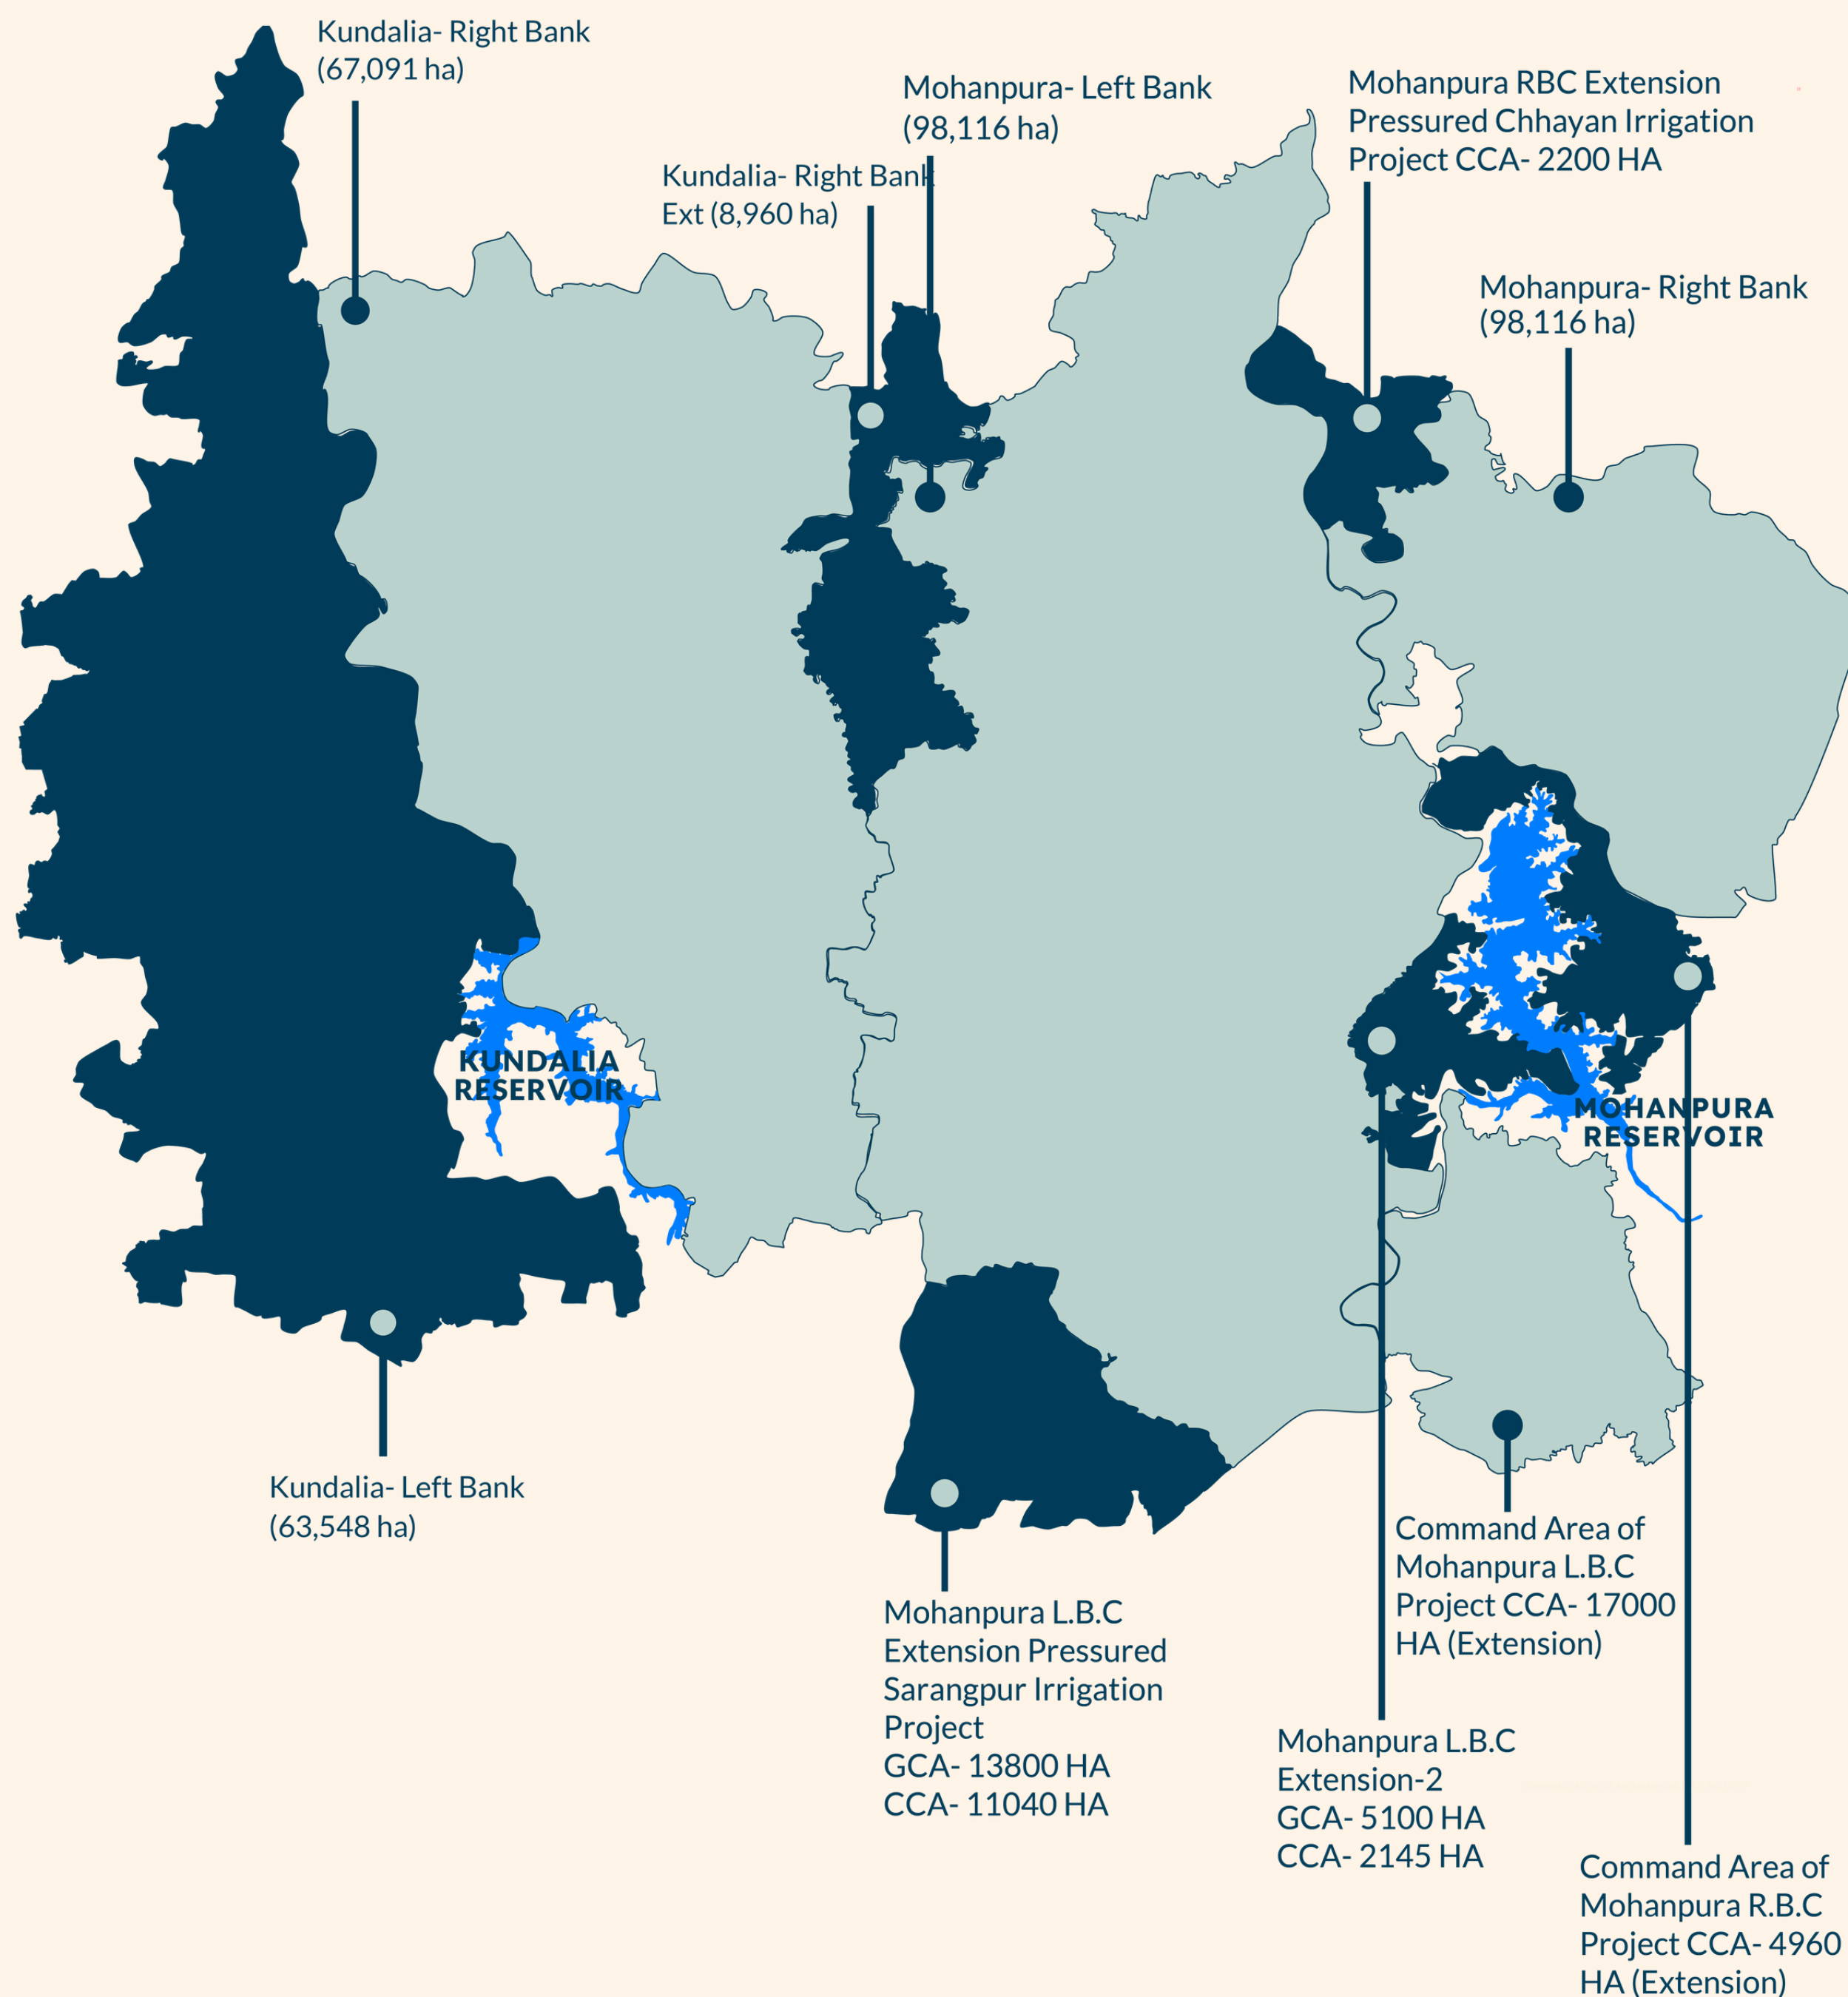 Kundalia- Right Bank
(67,091 ha)
Mohanpura- Left Bank
(98,116 ha)
Mohanpura RBC Extension
Pressured Chhayan Irrigation
Project CCA- 2200 HA
Kundalia- Right Bank
Ext (8,960 ha)
Mohanpura- Right Bank
(98,116 ha)
KUNDALIA
RESERVOIR
MOHANPURA
RESERVOIR
Kundalia- Left Bank
(63,548 ha)
Command Area of
Mohanpura L.B.C
Project CCA- 17000
HA (Extension)
Mohanpura L.B.C
Extension Pressured
Sarangpur Irrigation
Project
GCA- 13800 HA
CCA- 11040 HA
Mohanpura L.B.C
Extension-2
GCA- 5100 HA
CCA- 2145 HA
Command Area of
Mohanpura R.B.C
Project CCA- 4960
HA (Extension)